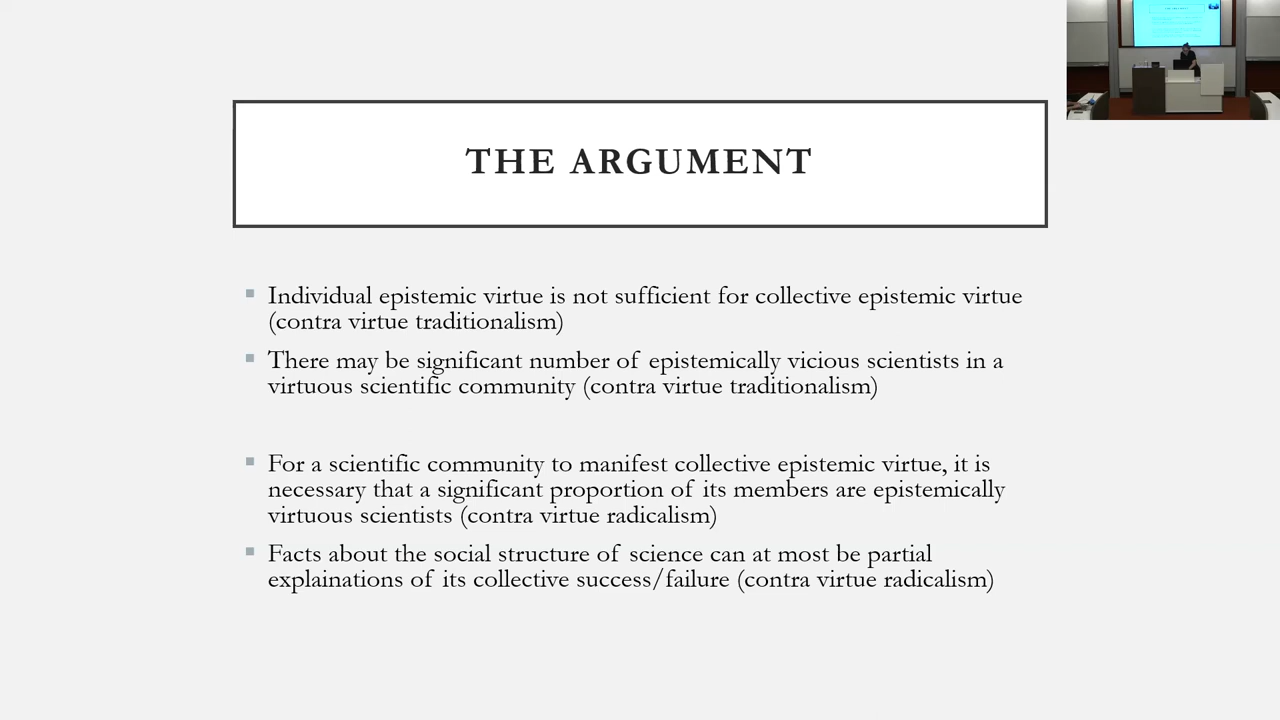 THE ARGUMENT
Individual epistemic virtue is not sufficient for collective epistemic virtue
(contra virtue traditionalism)
There may be significant number of epistemically vicious scientists in a
virtuous scientific community (contra virtue traditionalism)
For a scientific community to manifest collective epistemic virtue, it is
necessary that a significant proportion of its members are epistemically
virtuous scientists (contra virtue radicalism)
Facts about the social structure of science can at most be partial
explainations of its collective success/failure (contra virtue radicalism)